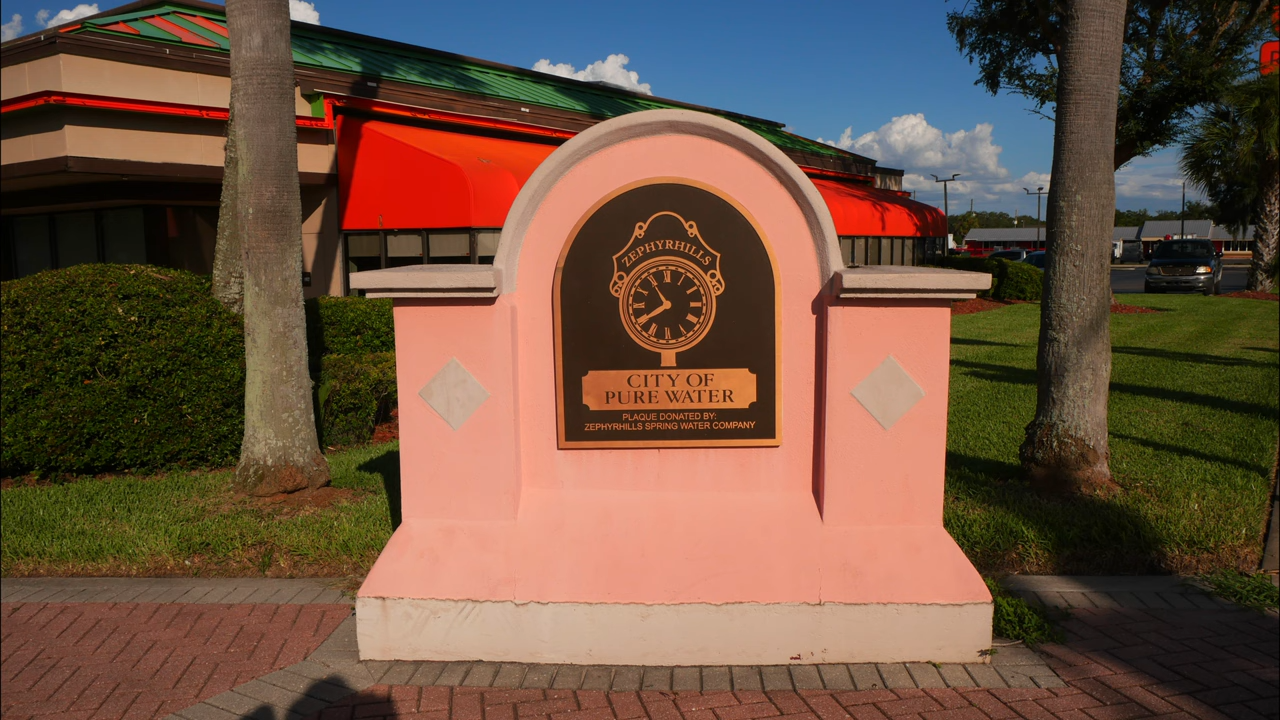 ZEPHYRHILLS
CITY OF
PURE WATER
PLAQUE DONATED BY:
ZEPHYRHILLS SPRING WATER COMPANY